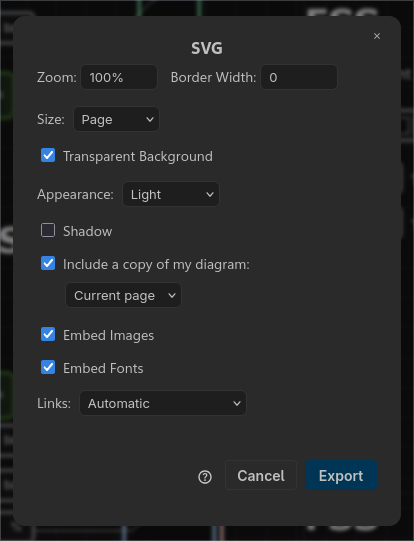 SVG
Zoom: 100% Border Width: 0
Size: Page
Transparent Background
Appearance: Light
Shadow
Include a copy of my diagram:
Current page
Embed Images
Embed Fonts
Links: Automatic
Cancel Export